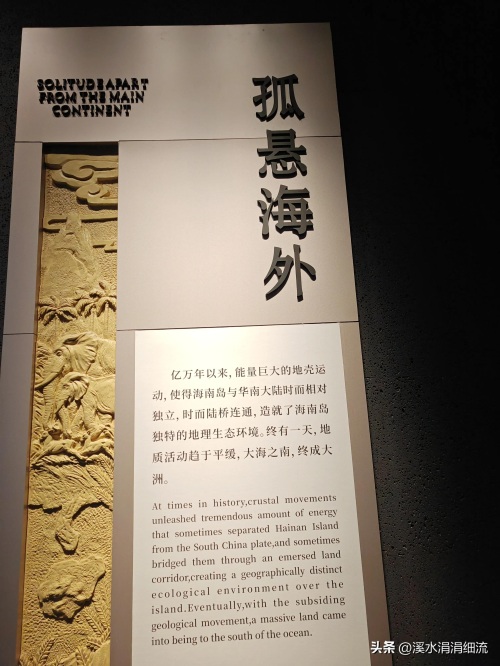 SOLITUDE APART
FROM THE MAIN
CONTINENT
孤悬海外
亿万年以来，能量巨大的地壳运
动，使得海南岛与华南大陆时而相对
独立，时而陆桥连通，造就了海南岛
独特的地理生态环境。终有一天，地
质活动趋于平缓，大海之南，终成大
洲。
At times in history,crustal movements
unleashed tremendous amount of energy
that sometimes separated Hainan Island
from the South China plate,and sometimes
bridged them through an emersed land
corridor,creating a geographically distinct
ecological environment over the
island.Eventually,with the subsiding
geological movement,a massive land came
into being to the south of the ocean.
头条 @溪水涓涓细流